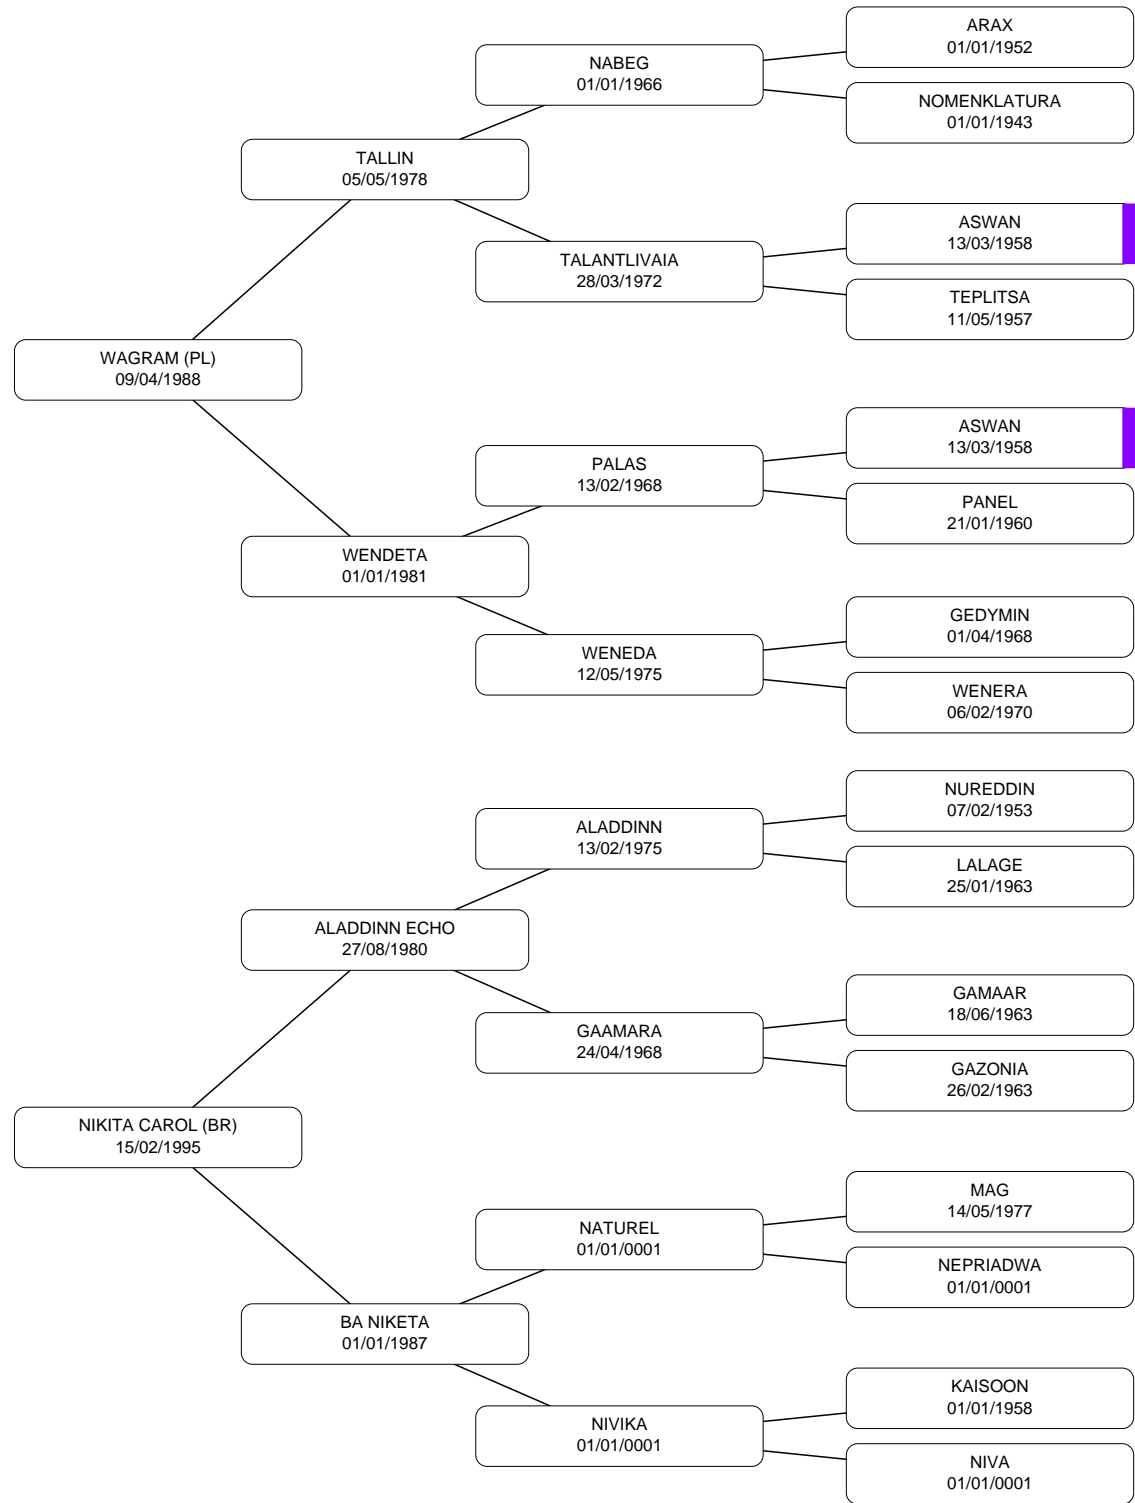 ARAX
01/01/1952
NABEG
01/01/1966
NOMENKLATURA
01/01/1943
TALLIN
05/05/1978
ASWAN
13/03/1958
TALANTLIVAIA
28/03/1972
TEPLITSA
11/05/1957
WAGRAM (PL)
09/04/1988
ASWAN
13/03/1958
PALAS
13/02/1968
PANEL
21/01/1960
WENDETA
01/01/1981
GEDYMIN
01/04/1968
WENEDA
12/05/1975
WENERA
06/02/1970
NUREDDIN
07/02/1953
ALADDINN
13/02/1975
LALAGE
25/01/1963
ALADDINN ECHO
27/08/1980
GAMAAR
18/06/1963
GAAMARA
24/04/1968
GAZONIA
26/02/1963
NIKITA CAROL (BR)
15/02/1995
MAG
14/05/1977
NATUREL
01/01/0001
NEPRIADWA
01/01/0001
BA NIKETA
01/01/1987
KAISOON
01/01/1958
NIVIKA
01/01/0001
NIVA
01/01/0001